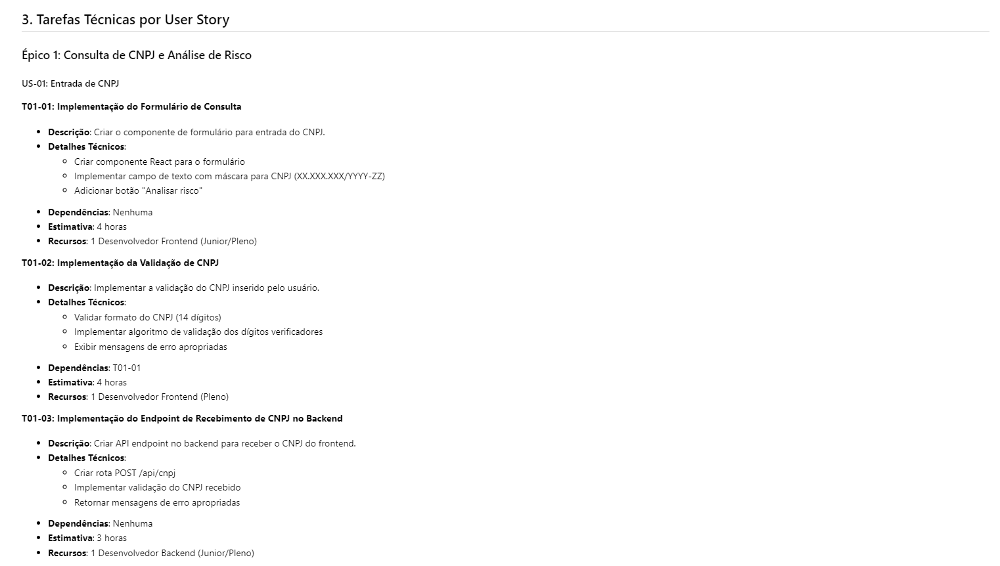 3. Tarefas Técnicas por User Story
Épico 1: Consulta de CNPJ e Análise de Risco
US-01: Entrada de CNPJ
T01-01: Implementação do Formulário de Consulta
• Descrição: Criar o componente de formulário para entrada do CNPJ.
• Detalhes Técnicos:
◦ Criar componente React para o formulário
◦ Implementar campo de texto com máscara para CNPJ (XX.XXX.XXX/YYYY-ZZ)
◦ Adicionar botão "Analisar risco"
• Dependências: Nenhuma
• Estimativa: 4 horas
• Recursos: 1 Desenvolvedor Frontend (Junior/Pleno)
T01-02: Implementação da Validação de CNPJ
• Descrição: Implementar a validação do CNPJ inserido pelo usuário.
• Detalhes Técnicos:
◦ Validar formato do CNPJ (14 dígitos)
◦ Implementar algoritmo de validação dos dígitos verificadores
◦ Exibir mensagens de erro apropriadas
• Dependências: T01-01
• Estimativa: 4 horas
• Recursos: 1 Desenvolvedor Frontend (Pleno)
T01-03: Implementação do Endpoint de Recebimento de CNPJ no Backend
• Descrição: Criar API endpoint no backend para receber o CNPJ do frontend.
• Detalhes Técnicos:
◦ Criar rota POST /api/cnpj
◦ Implementar validação do CNPJ recebido
◦ Retornar mensagens de erro apropriadas
• Dependências: Nenhuma
• Estimativa: 3 horas
• Recursos: 1 Desenvolvedor Backend (Junior/Pleno)